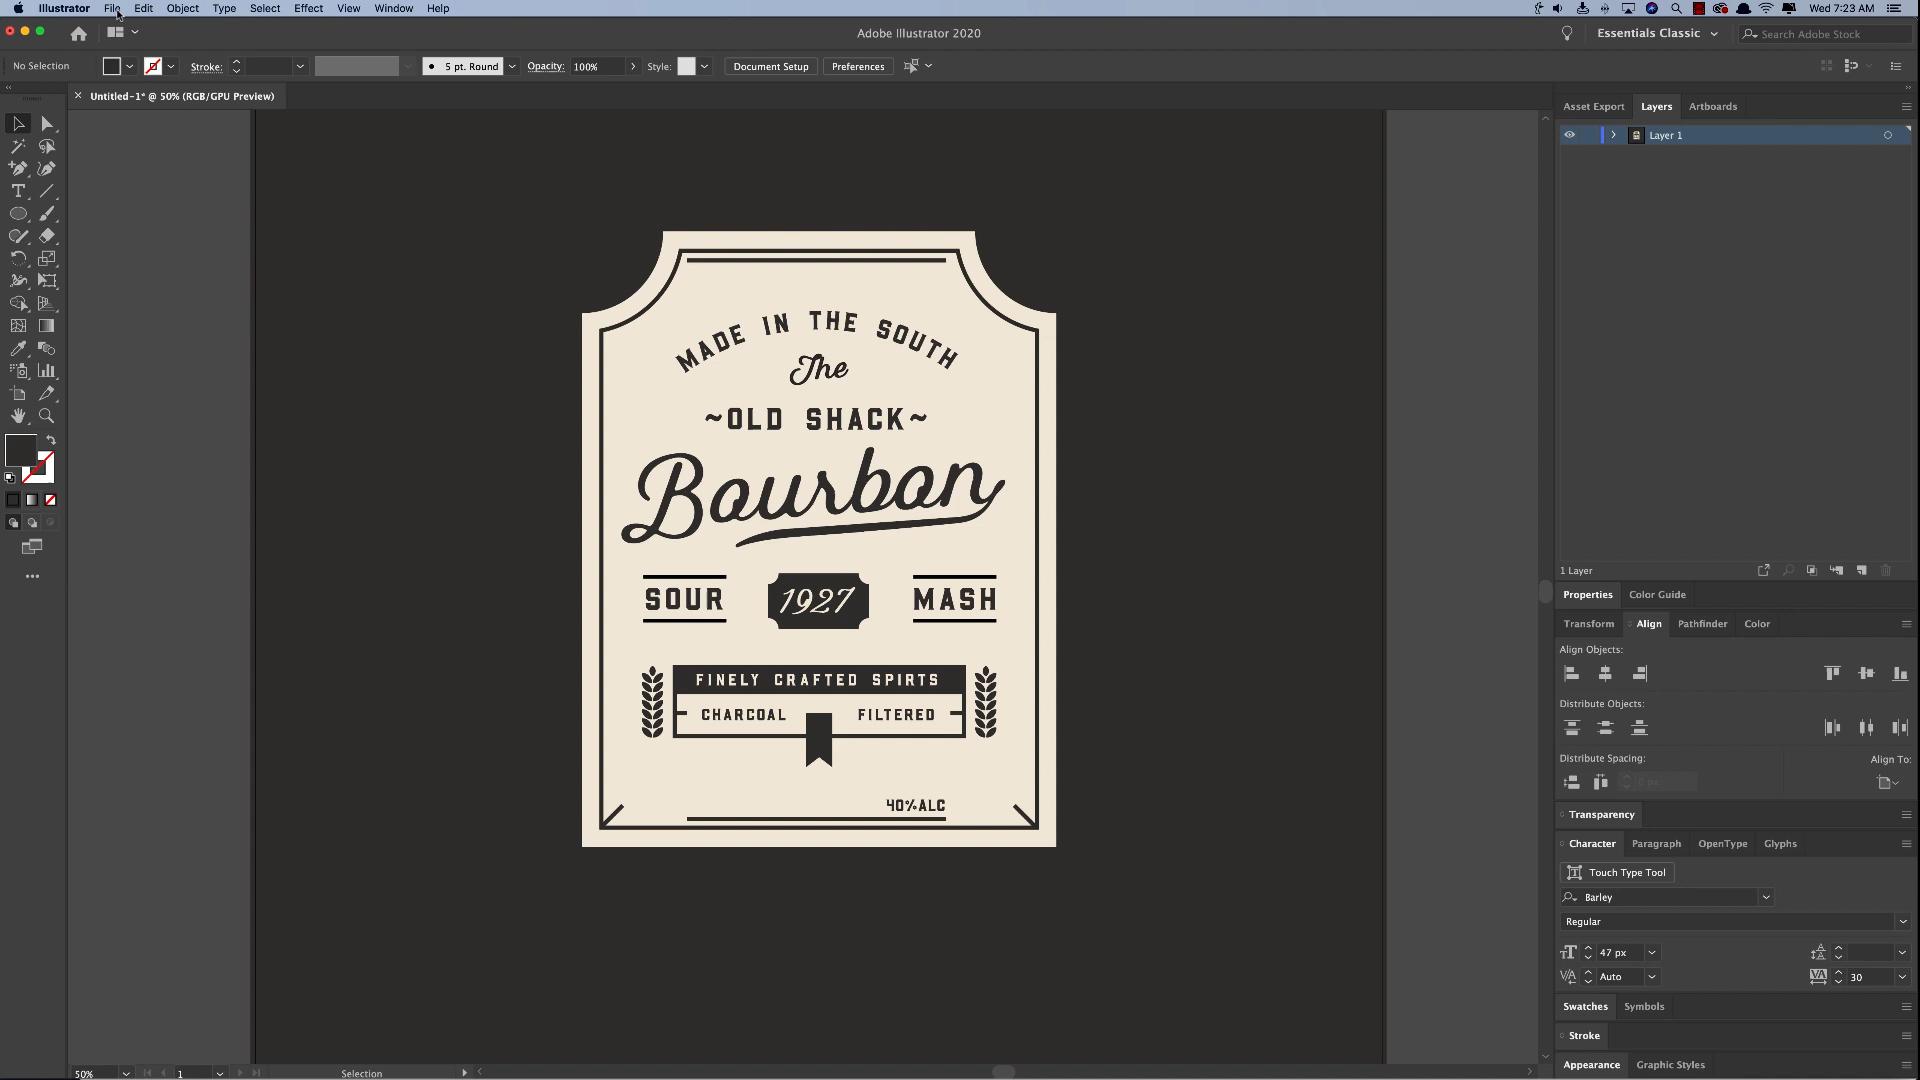 Illustrator File Edit Object Type Select Effect View Window Help Wed 7:23 AM
Adobe Illustrator 2020 Essentials Classic Search Adobe Stock
No Selection Stroke: 5 pt. Round Opacity: 100% Style: Document Setup Preferences
Untitled-1* @ 50% (RGB/GPU Preview)
Asset Export Layers Artboards
Layer 1
MADE IN THE SOUTH
The
~OLD SHACK~
Bourbon
SOUR 1927 MASH
FINELY CRAFTED SPIRTS
CHARCOAL FILTERED
40%ALC
1 Layer
Properties Color Guide
Transform Align Pathfinder Color
Align Objects:
Distribute Objects:
Distribute Spacing: Align To:
0 px
Transparency
Character Paragraph OpenType Glyphs
Touch Type Tool
Barley
Regular
47 px
Auto 30
Swatches Symbols
Stroke
Appearance Graphic Styles
50% 1 Selection